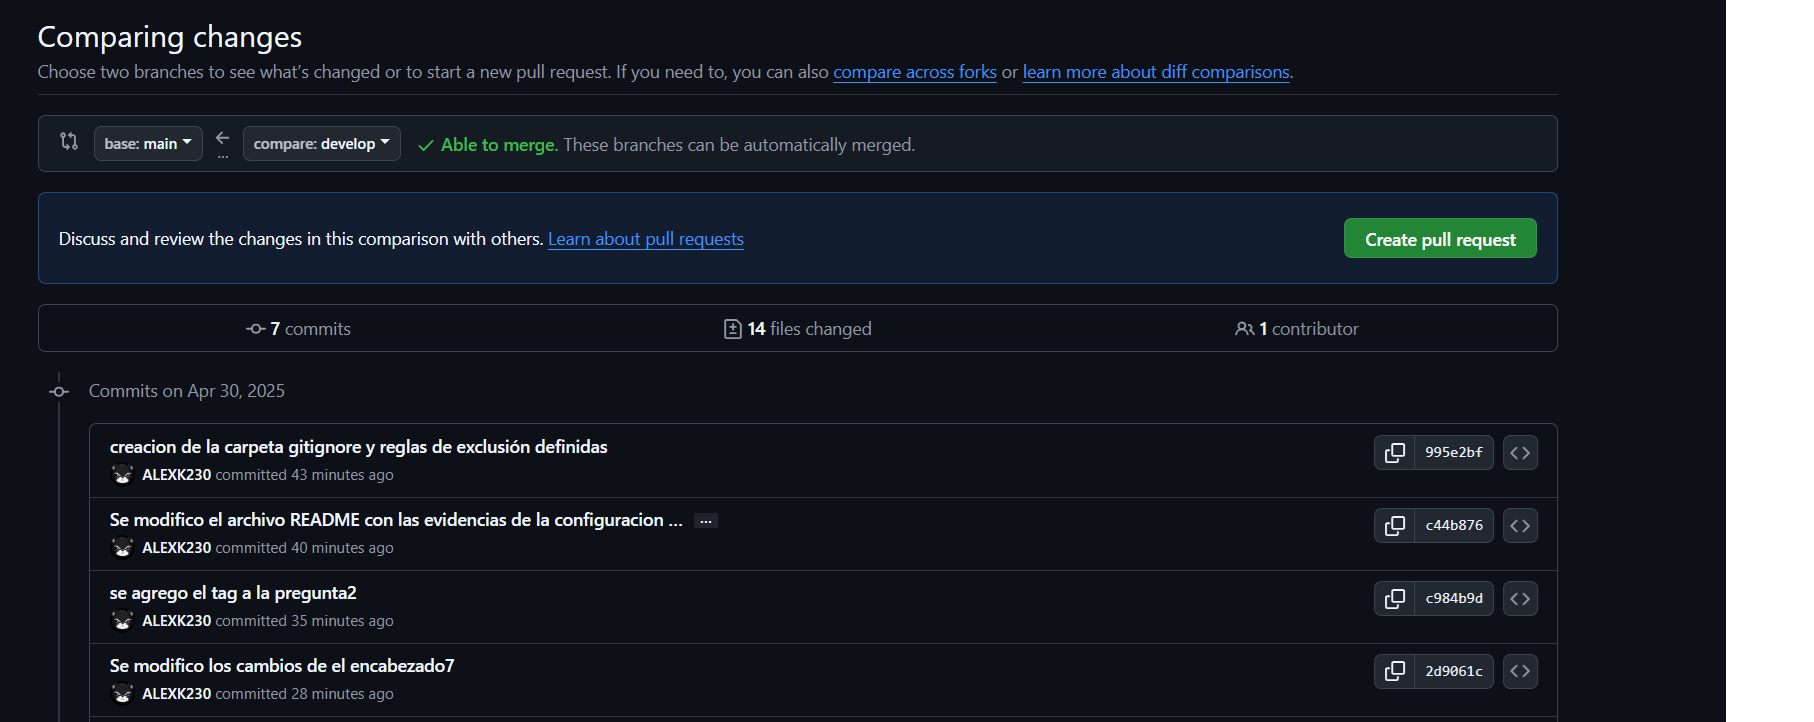 Comparing changes
Choose two branches to see what's changed or to start a new pull request. If you need to, you can also compare across forks or learn more about diff comparisons.
base: main ... compare: develop Able to merge. These branches can be automatically merged.
Discuss and review the changes in this comparison with others. Learn about pull requests Create pull request
7 commits 14 files changed 1 contributor
Commits on Apr 30, 2025
creacion de la carpeta gitignore y reglas de exclusión definidas 995e2bf
ALEXK230 committed 43 minutes ago
Se modifico el archivo README con las evidencias de la configuracion ... ... c44b876
ALEXK230 committed 40 minutes ago
se agrego el tag a la pregunta2 c984b9d
ALEXK230 committed 35 minutes ago
Se modifico los cambios de el encabezado7 2d9061c
ALEXK230 committed 28 minutes ago